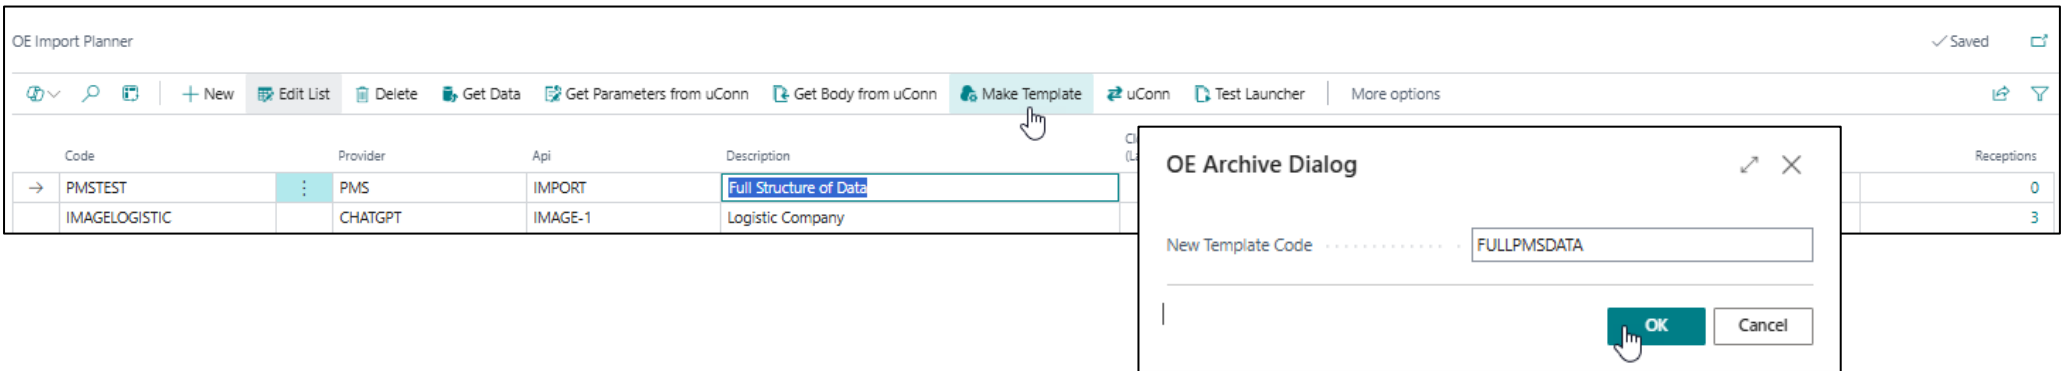 OE Import Planner
Saved
New Edit List Delete Get Data Get Parameters from uConn Get Body from uConn Make Template uConn Test Launcher More options
Code Provider Api Description Receptions
PMSTEST PMS IMPORT Full Structure of Data 0
IMAGELOGISTIC CHATGPT IMAGE-1 Logistic Company 3
OE Archive Dialog
New Template Code FULLPMSDATA
OK Cancel